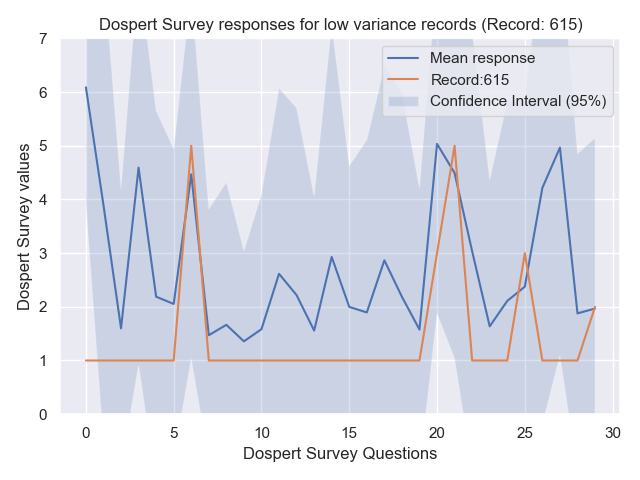 Dospert Survey responses for low variance records (Record: 615)
Mean response
Record:615
Confidence Interval (95%)
Dospert Survey values
7
6
5
4
3
2
1
0
0 5 10 15 20 25 30
Dospert Survey Questions